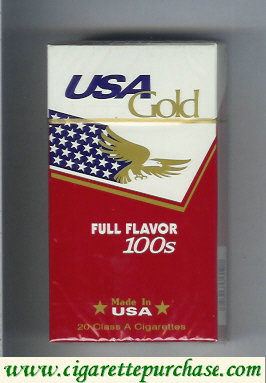 USA
Gold
FULL FLAVOR
100s
Made In
USA
20 Class A Cigarettes
www.cigarettepurchase.com